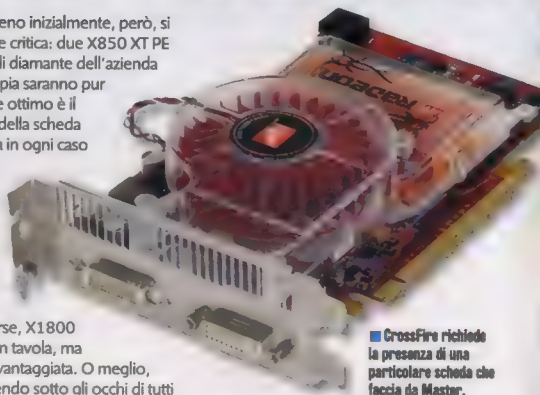 eno inizialmente, però, si
e critica: due X850 XT PE
li diamante dell'azienda
pia saranno pur
e ottimo è il
della scheda
a in ogni caso
RADEON
rse, X1800
n tavola, ma
vantaggiata. O meglio,
endo sotto gli occhi di tutti
CrossFire richiede
la presenza di una
particolare scheda che
faccia da Master.